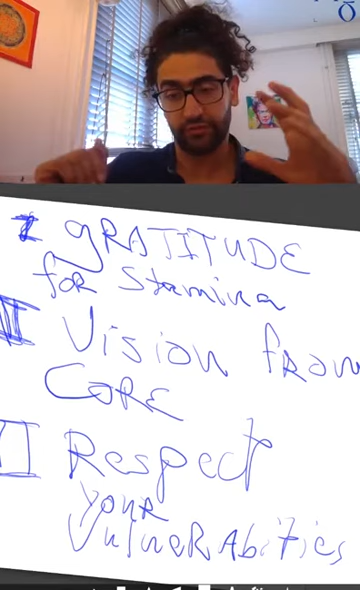 I gRATITUDE
foR Stamina
II Vision fRom
CORE
III Respect
youR
VulneRAbities